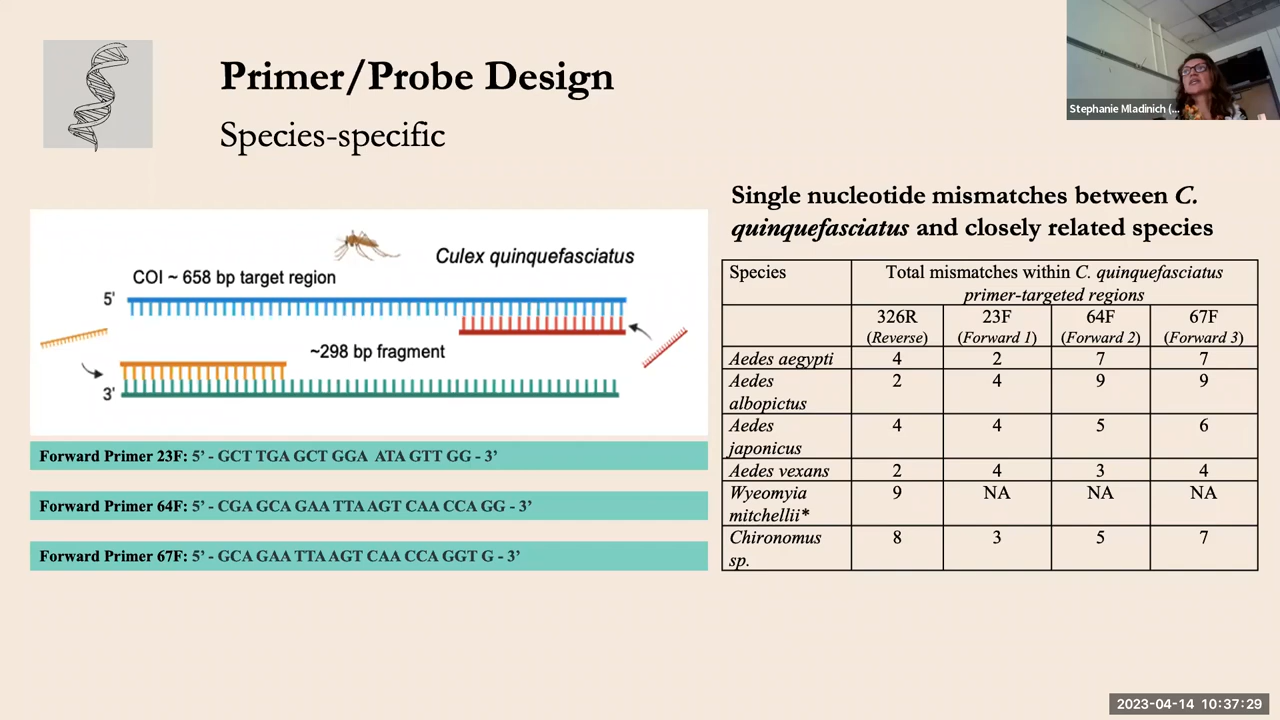 Primer/Probe Design
Species-specific
Stephanie Mladinich (...
Culex quinquefasciatus
COI ~ 658 bp target region
5'
~298 bp fragment
3'
Forward Primer 23F: 5’ - GCT TGA GCT GGA ATA GTT GG - 3’
Forward Primer 64F: 5’ - CGA GCA GAA TTA AGT CAA CCA GG - 3’
Forward Primer 67F: 5’ - GCA GAA TTA AGT CAA CCA GGT G - 3’
Single nucleotide mismatches between C.
quinquefasciatus and closely related species
Species Total mismatches within C. quinquefasciatus
primer-targeted regions
326R 23F 64F 67F
(Reverse) (Forward 1) (Forward 2) (Forward 3)
Aedes aegypti 4 2 7 7
Aedes 2 4 9 9
albopictus
Aedes 4 4 5 6
japonicus
Aedes vexans 2 4 3 4
Wyeomyia 9 NA NA NA
mitchellii*
Chironomus 8 3 5 7
sp.
2023-04-14 10:37:29